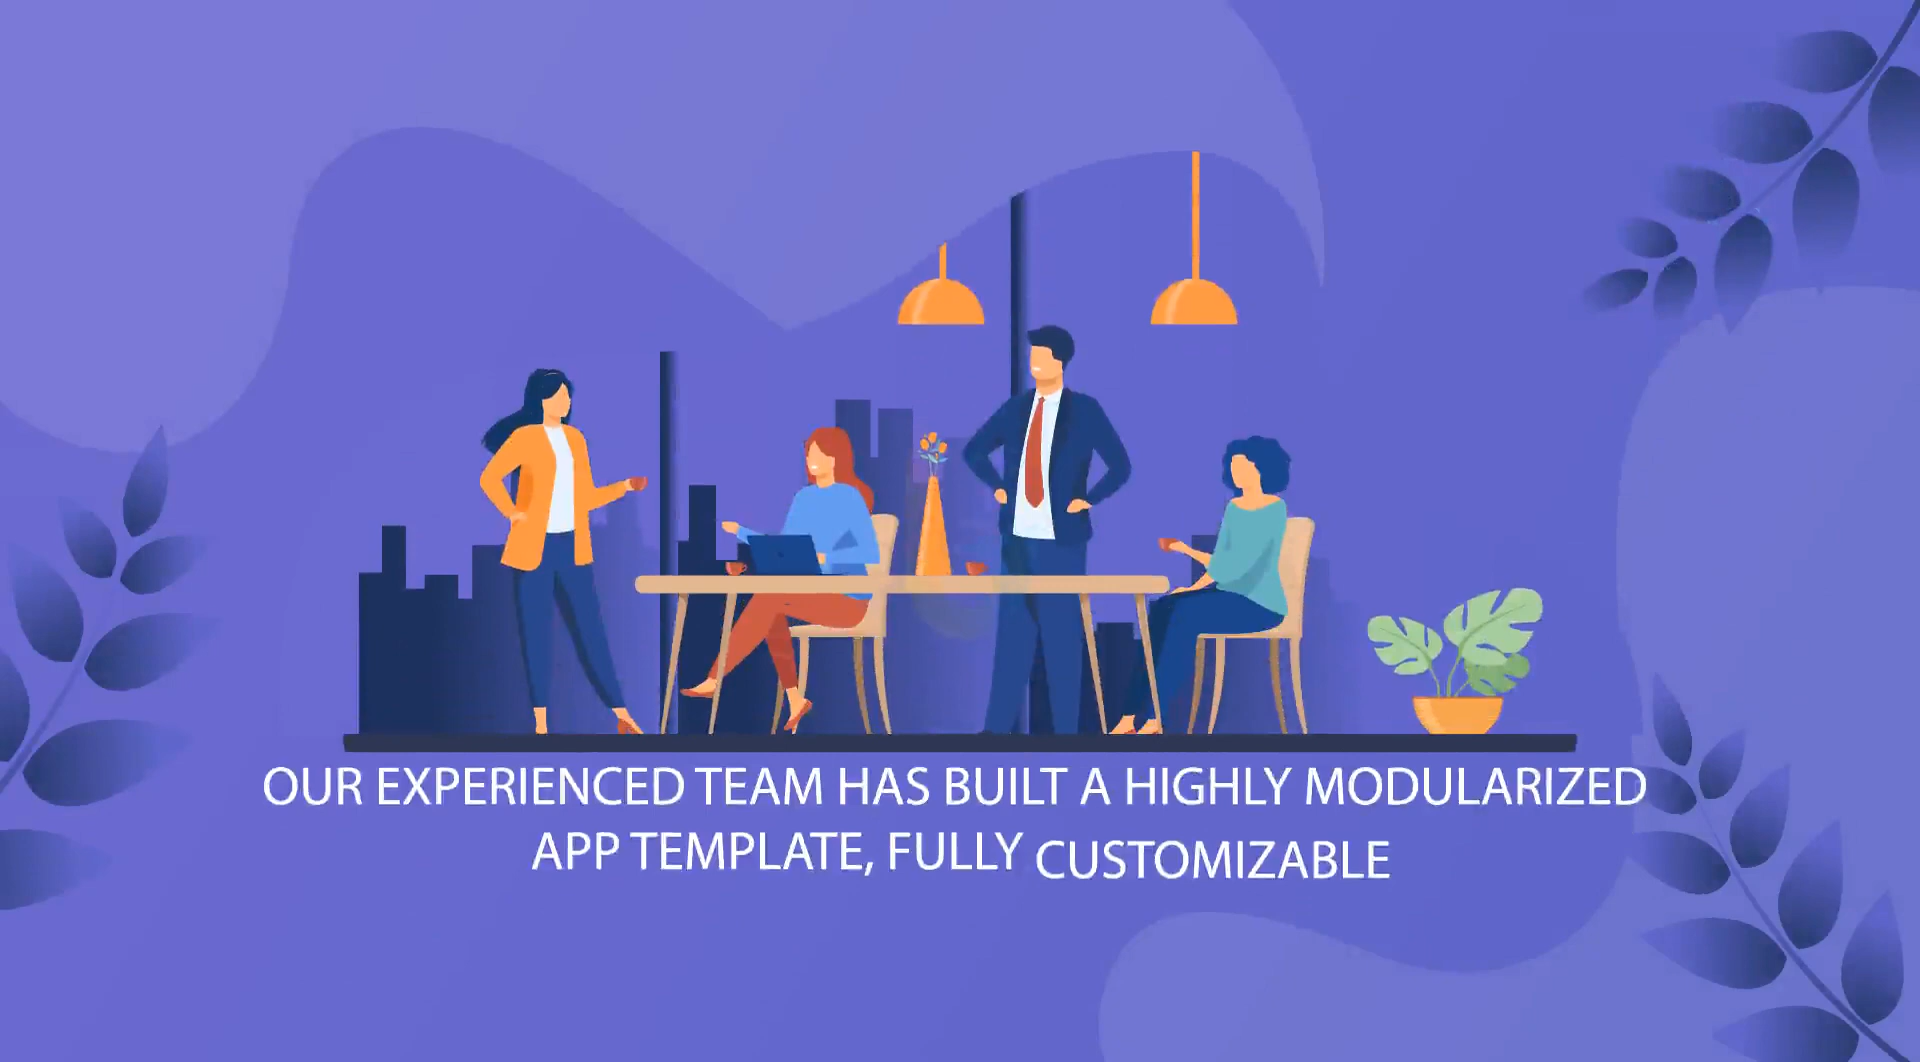 OUR EXPERIENCED TEAM HAS BUILT A HIGHLY MODULARIZED
APP TEMPLATE, FULLY CUSTOMIZABLE